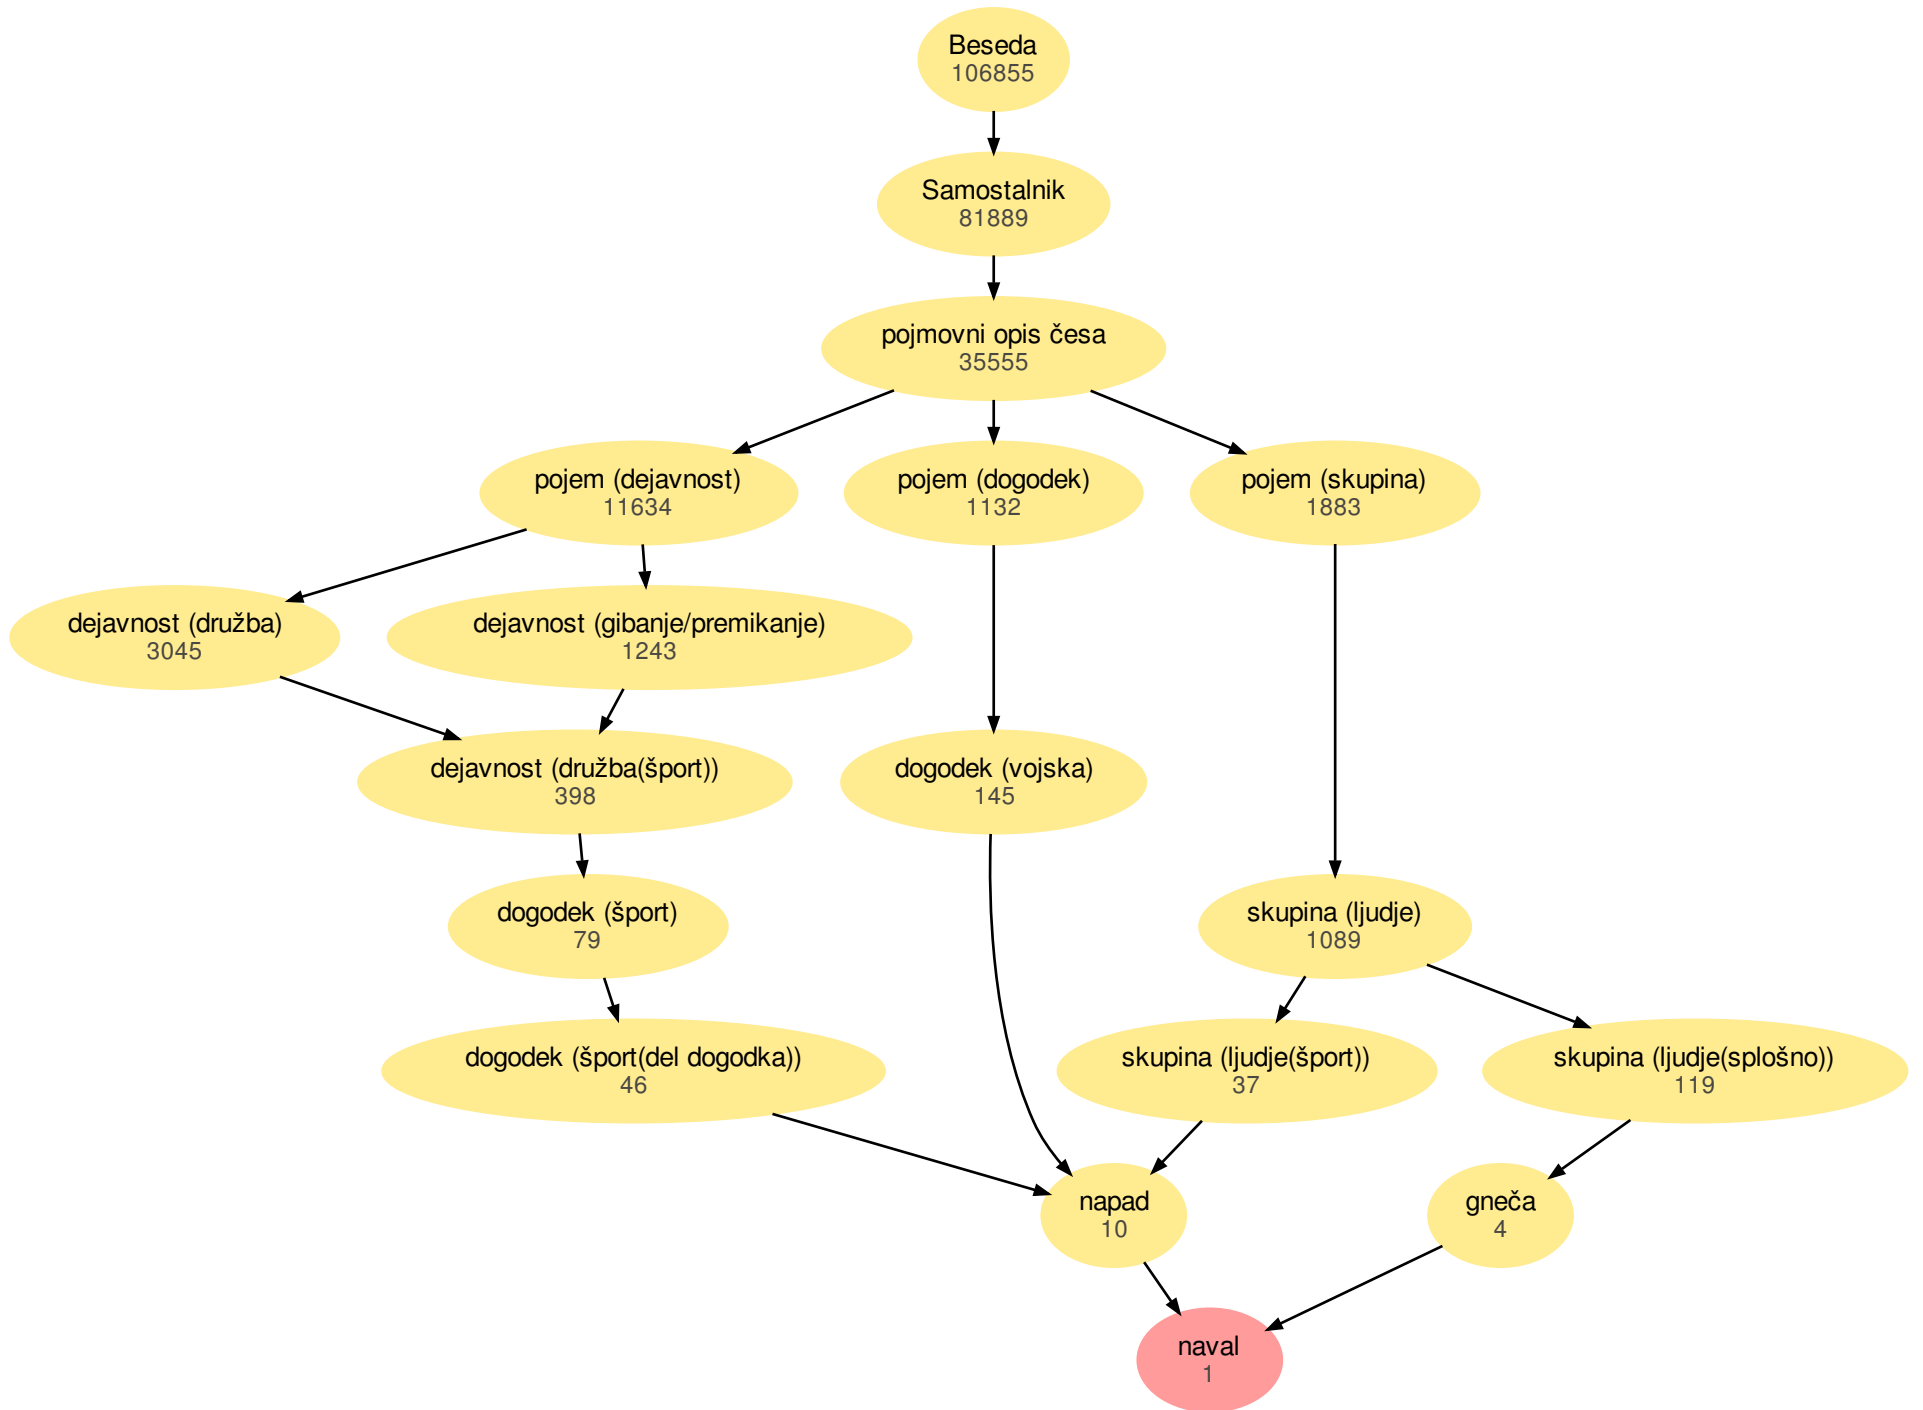 Beseda
106855
Samostalnik
81889
pojmovni opis česa
35555
pojem (dejavnost)
11634
pojem (dogodek)
1132
pojem (skupina)
1883
dejavnost (družba)
3045
dejavnost (gibanje/premikanje)
1243
dejavnost (družba(šport))
398
dogodek (vojska)
145
dogodek (šport)
79
skupina (ljudje)
1089
dogodek (šport(del dogodka))
46
skupina (ljudje(šport))
37
skupina (ljudje(splošno))
119
napad
10
gneča
4
naval
1